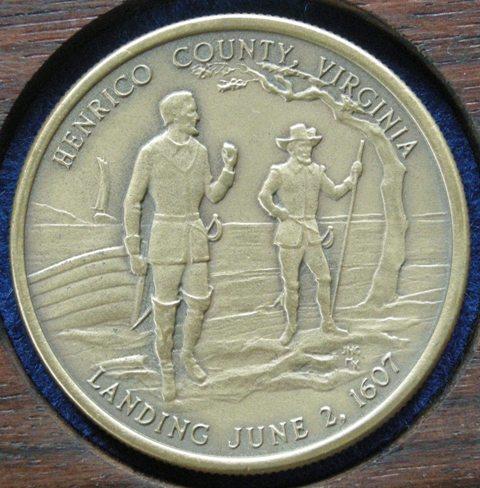 HENRICO COUNTY, VIRGINIA
LANDING JUNE 2, 1607